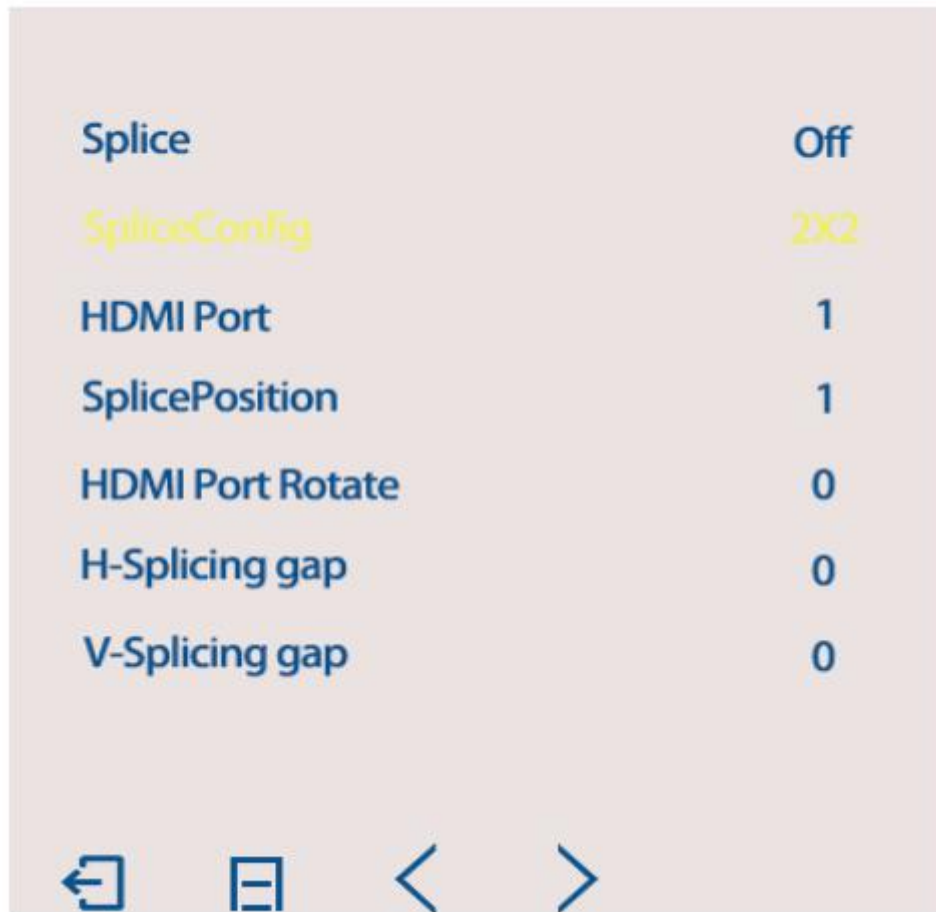 Splice Off
SpliceConfig 2X2
HDMI Port 1
SplicePosition 1
HDMI Port Rotate 0
H-Splicing gap 0
V-Splicing gap 0